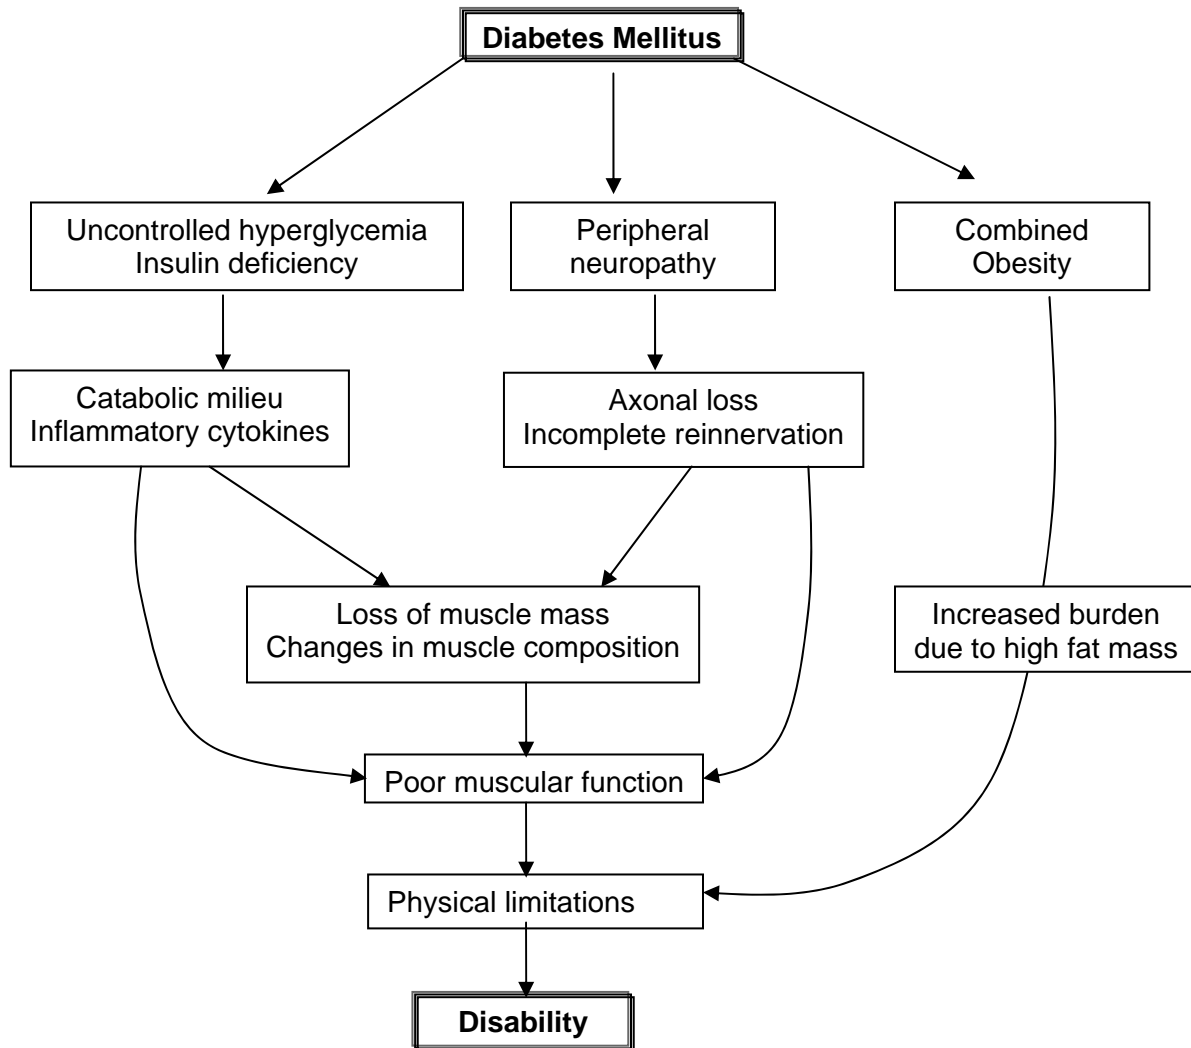 Diabetes Mellitus
Uncontrolled hyperglycemia
Insulin deficiency
Peripheral
neuropathy
Combined
Obesity
Catabolic milieu
Inflammatory cytokines
Axonal loss
Incomplete reinnervation
Loss of muscle mass
Changes in muscle composition
Increased burden
due to high fat mass
Poor muscular function
Physical limitations
Disability